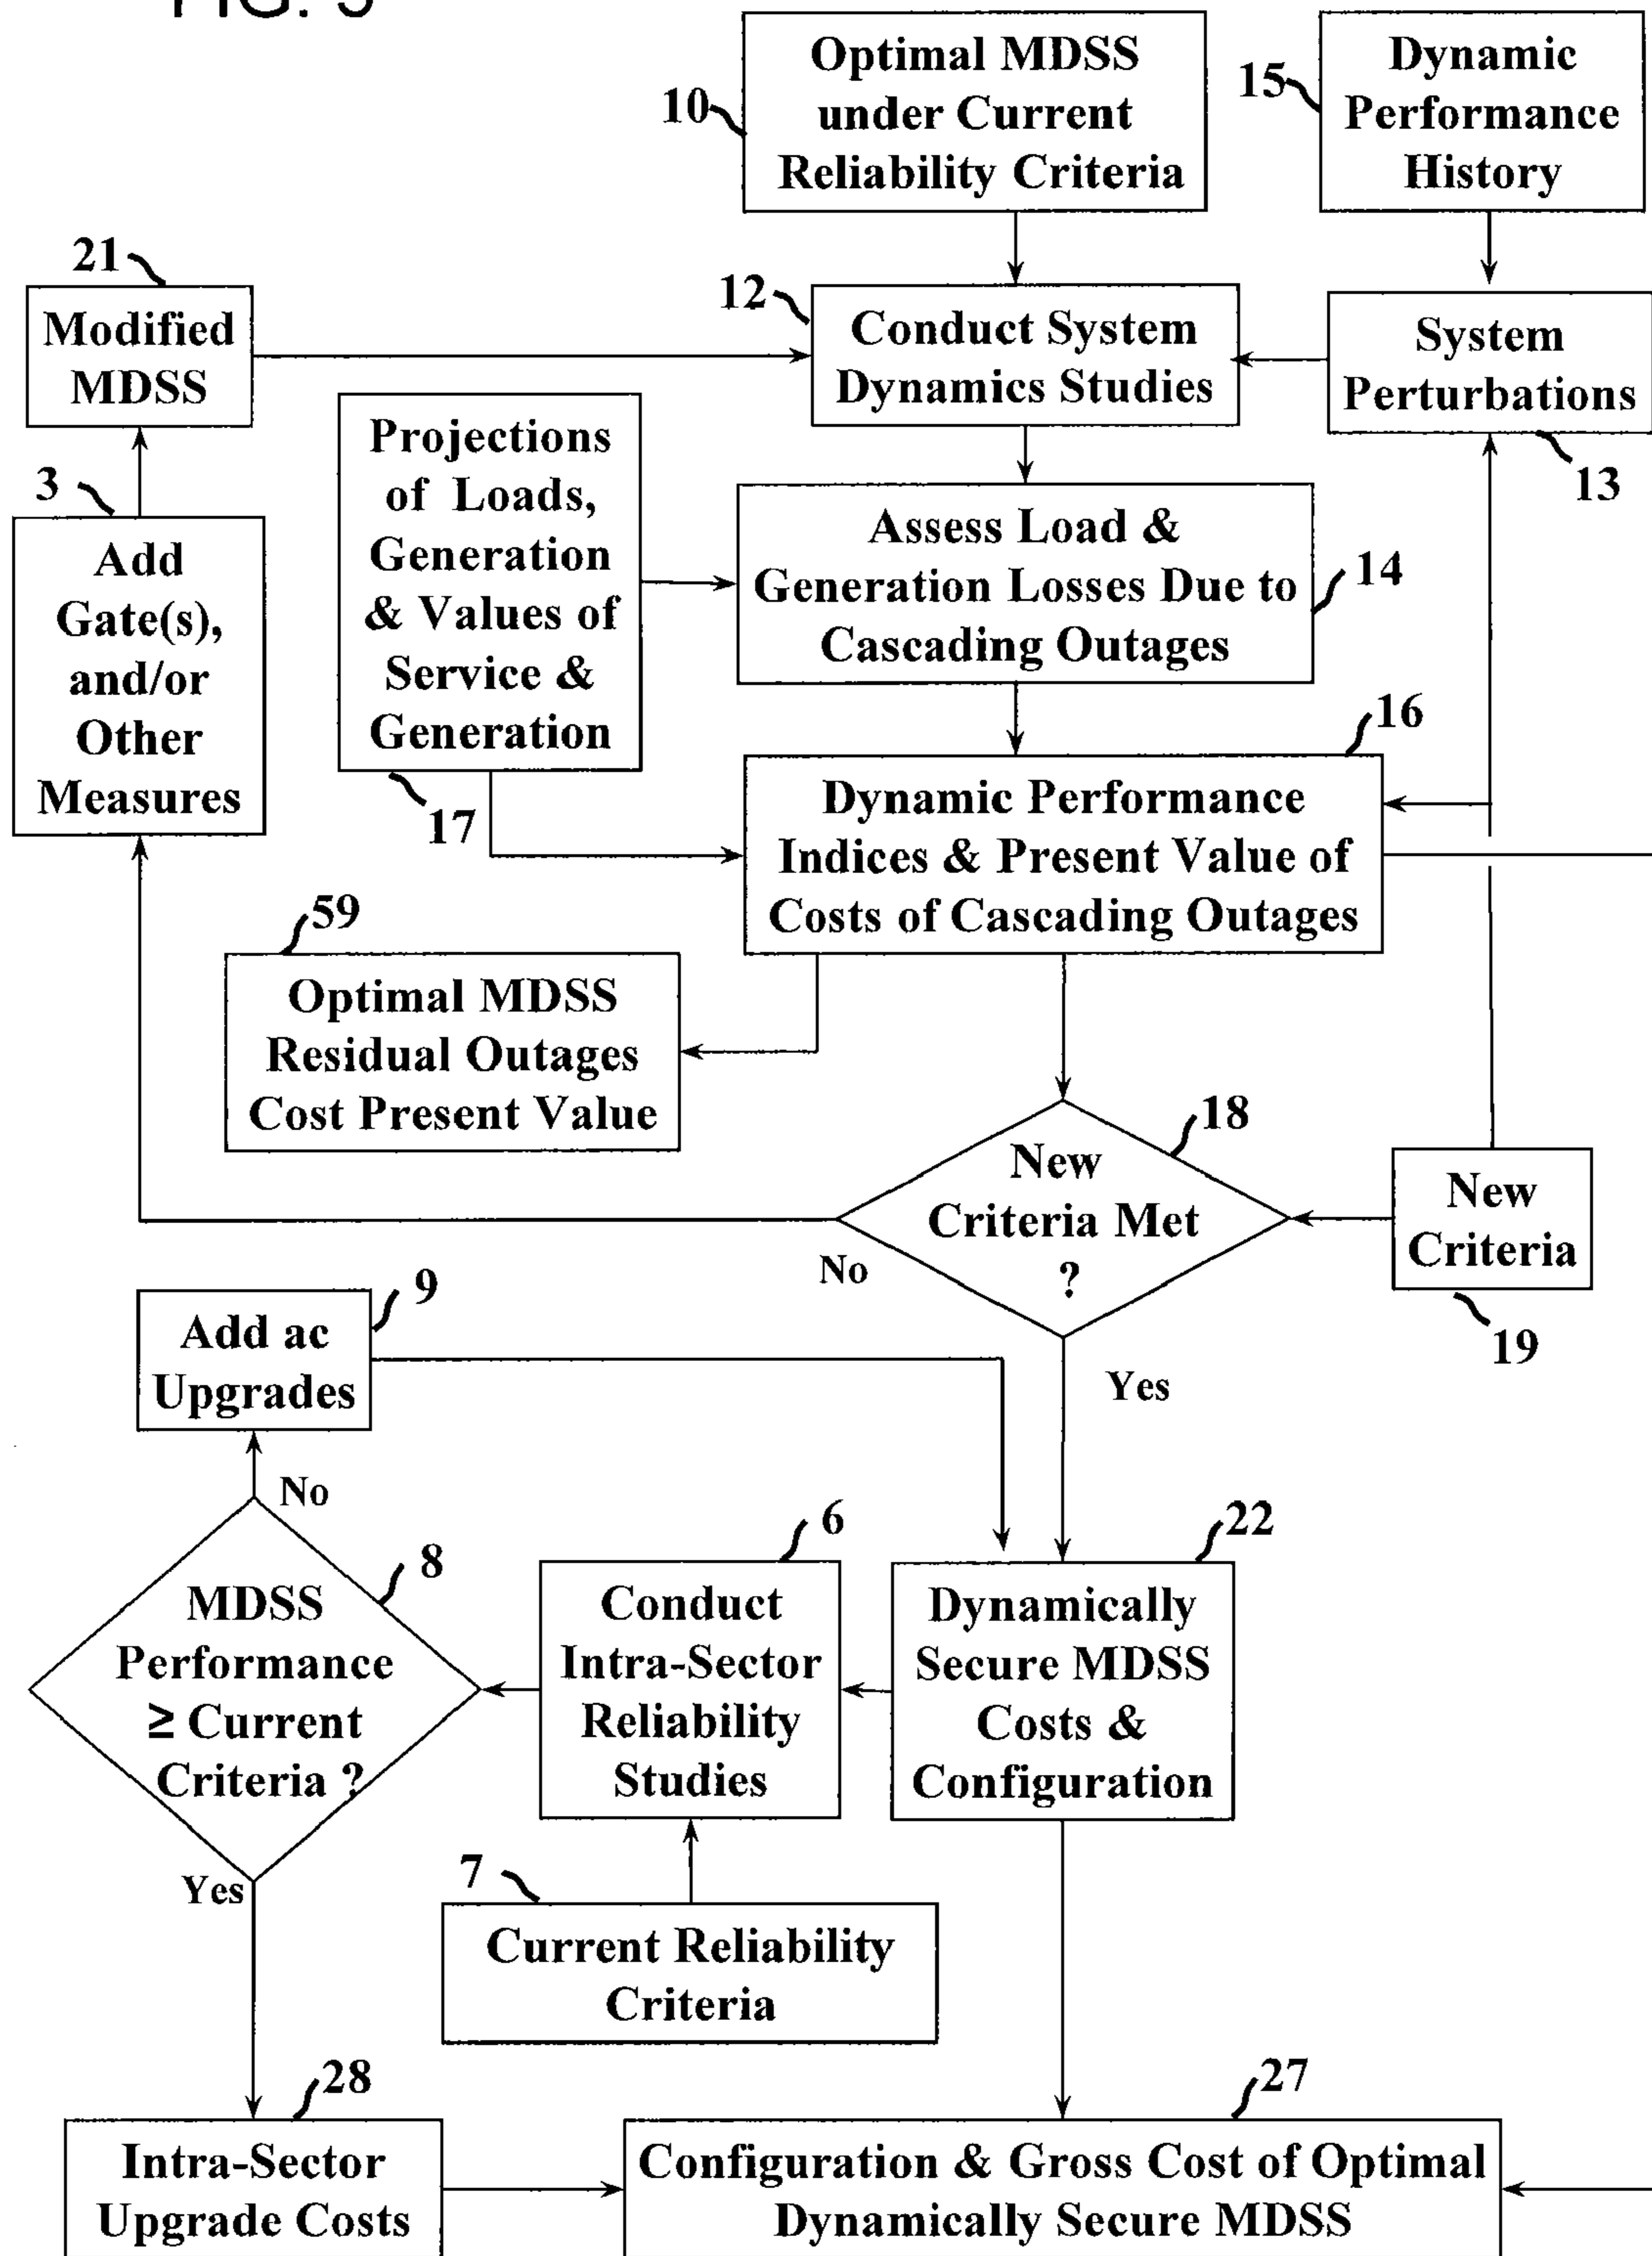 FIG. 5
Optimal MDSS
under Current
Reliability Criteria
10
Dynamic
Performance
History
15
21
Modified
MDSS
12
Conduct System
Dynamics Studies
System
Perturbations
13
3
Add
Gate(s),
and/or
Other
Measures
Projections
of Loads,
Generation
& Values of
Service &
Generation
17
Assess Load &
Generation Losses Due to
Cascading Outages
14
16
Dynamic Performance
Indices & Present Value of
Costs of Cascading Outages
59
Optimal MDSS
Residual Outages
Cost Present Value
18
New
Criteria Met
?
No
Yes
New
Criteria
19
9
Add ac
Upgrades
No
8
MDSS
Performance
≥ Current
Criteria ?
Yes
6
Conduct
Intra-Sector
Reliability
Studies
22
Dynamically
Secure MDSS
Costs &
Configuration
7
Current Reliability
Criteria
28
Intra-Sector
Upgrade Costs
27
Configuration & Gross Cost of Optimal
Dynamically Secure MDSS